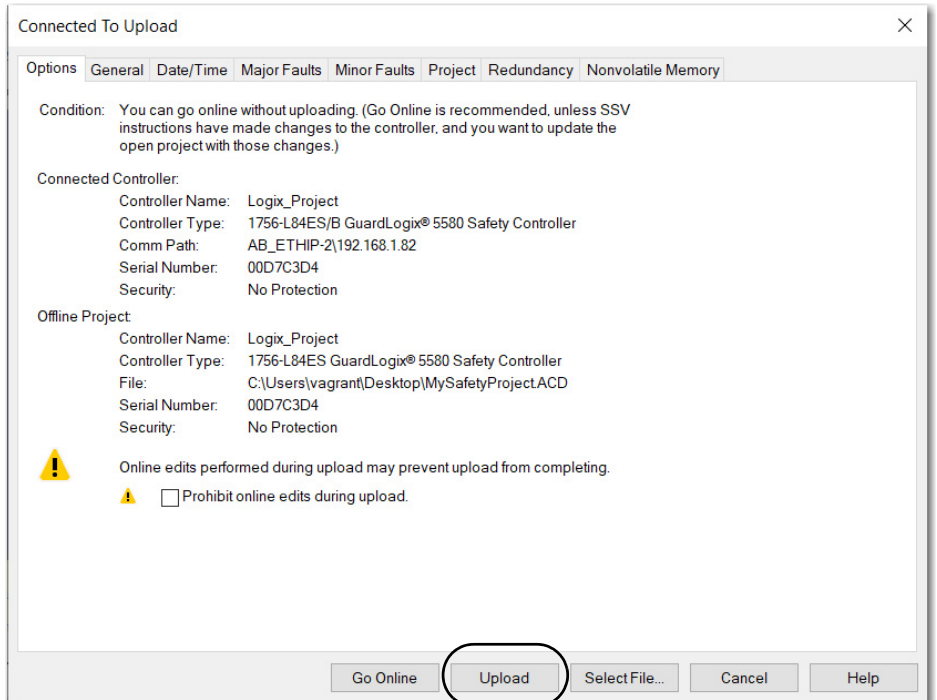 Connected To Upload
Options General Date/Time Major Faults Minor Faults Project Redundancy Nonvolatile Memory
Condition: You can go online without uploading. (Go Online is recommended, unless SSV
instructions have made changes to the controller, and you want to update the
open project with those changes.)
Connected Controller:
Controller Name: Logix_Project
Controller Type: 1756-L84ES/B GuardLogix® 5580 Safety Controller
Comm Path: AB_ETHIP-2\192.168.1.82
Serial Number: 00D7C3D4
Security: No Protection
Offline Project:
Controller Name: Logix_Project
Controller Type: 1756-L84ES GuardLogix® 5580 Safety Controller
File: C:\Users\vagrant\Desktop\MySafetyProject.ACD
Serial Number: 00D7C3D4
Security: No Protection
Online edits performed during upload may prevent upload from completing.
Prohibit online edits during upload.
Go Online Upload Select File... Cancel Help